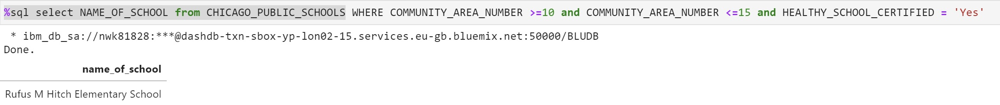 %sql select NAME_OF_SCHOOL from CHICAGO_PUBLIC_SCHOOLS WHERE COMMUNITY_AREA_NUMBER >=10 and COMMUNITY_AREA_NUMBER <=15 and HEALTHY_SCHOOL_CERTIFIED = 'Yes'
* ibm_db_sa://nwk81828:***@dashdb-txn-sbox-yp-lon02-15.services.eu-gb.bluemix.net:50000/BLUDB
Done.
name_of_school
Rufus M Hitch Elementary School